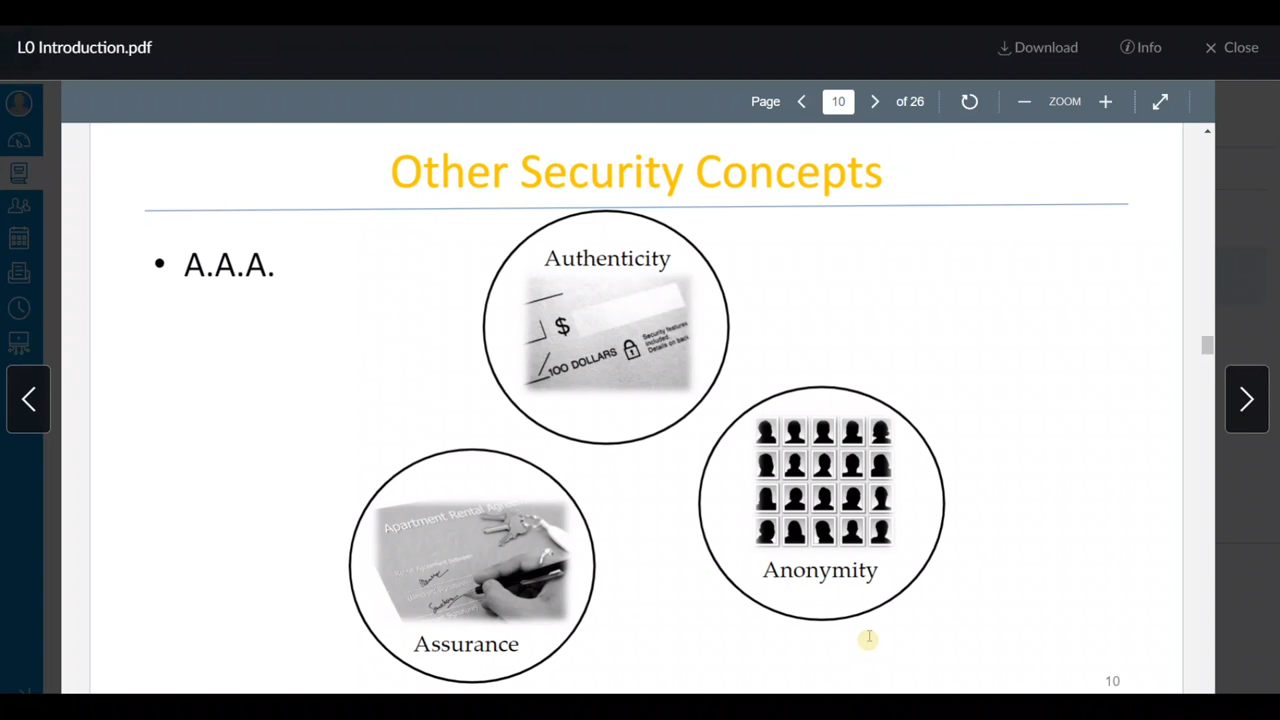 L0 Introduction.pdf
Download
Info
Close
Page
10
of 26
ZOOM
Other Security Concepts
• A.A.A.
Authenticity
$
100 DOLLARS
Security features
included.
Details on back
Anonymity
Apartment Rental Agree
Assurance
10